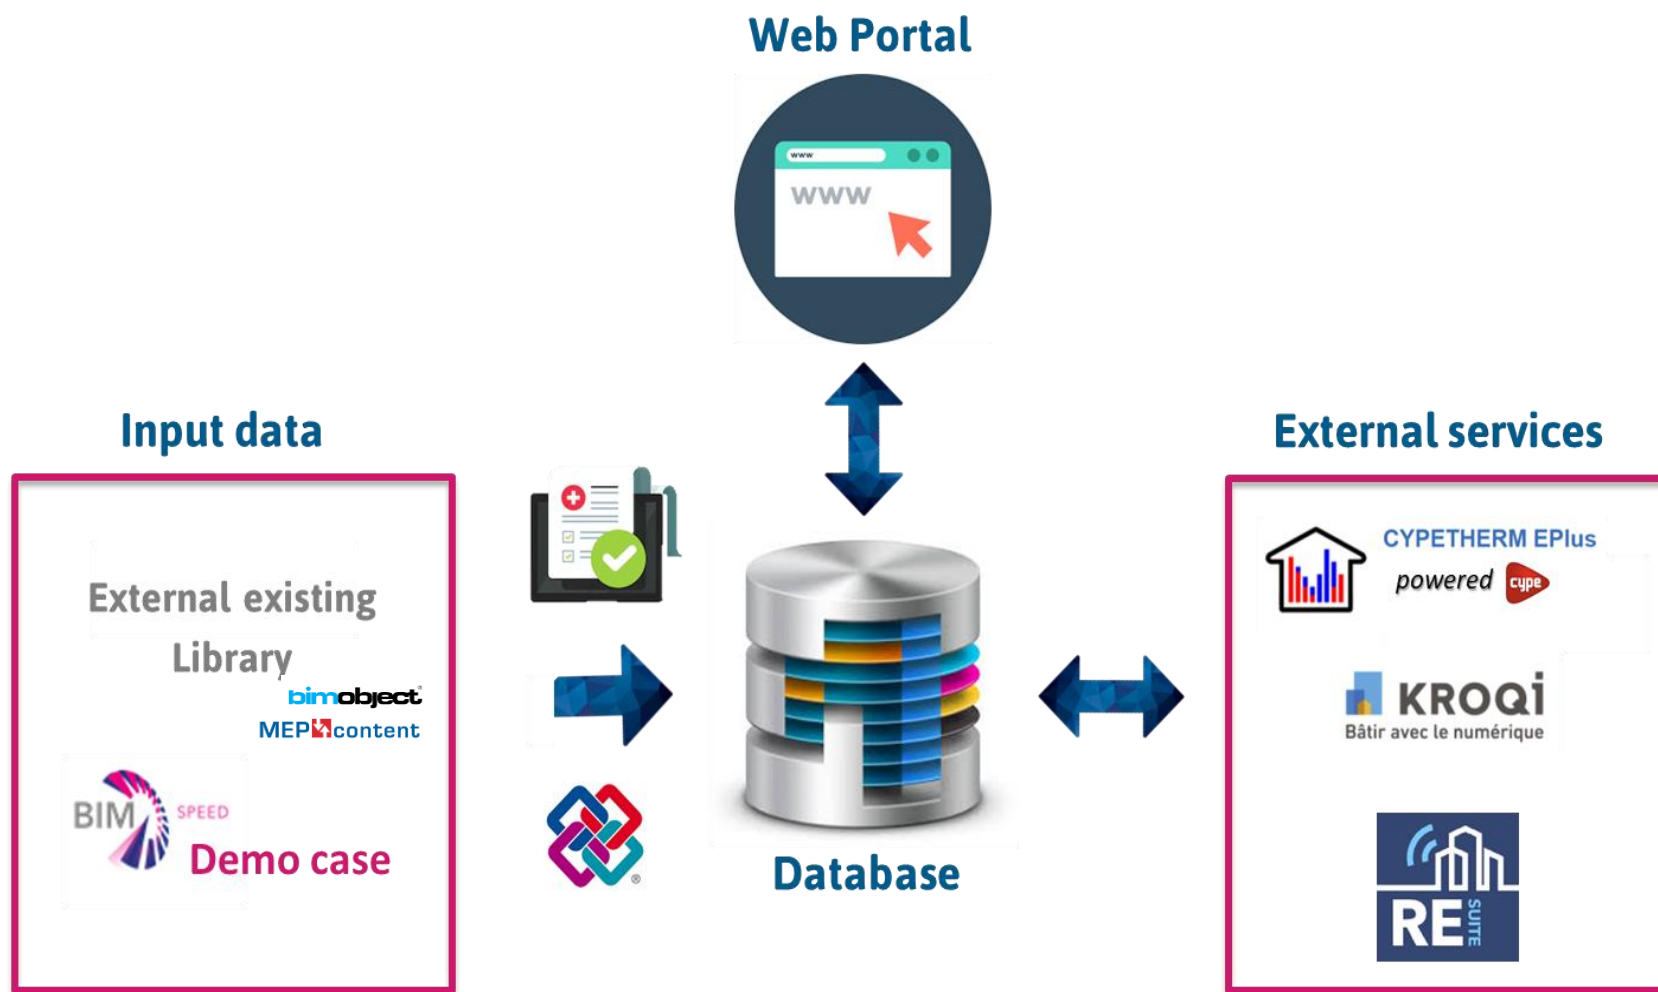 Web Portal
www
www
Input data
External existing
Library
bimobject®
MEPcontent
BIM SPEED
Demo case
Database
®
External services
CYPETHERM EPlus
powered cype
KROQi
Bâtir avec le numérique
RE SUITE